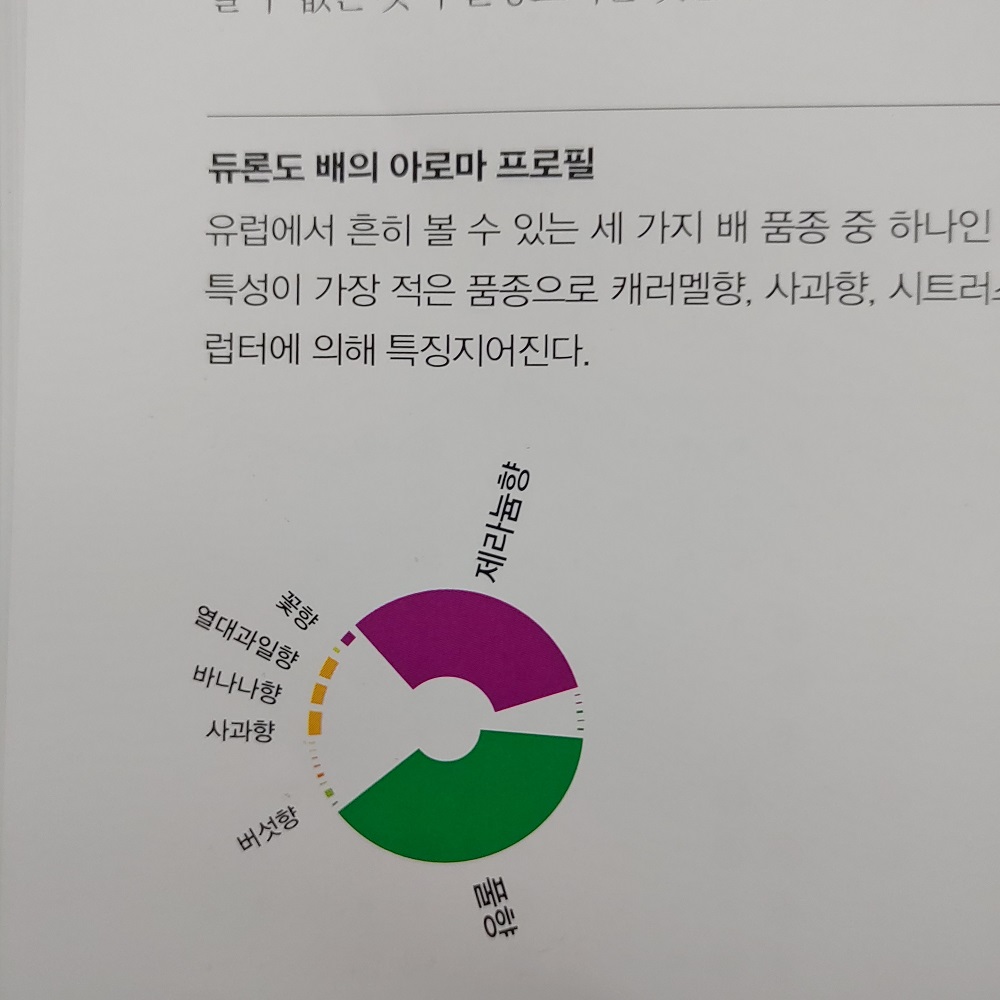 듀론도 배의 아로마 프로필
유럽에서 흔히 볼 수 있는 세 가지 배 품종 중 하나인
특성이 가장 적은 품종으로 캐러멜향, 사과향, 시트러스
럽터에 의해 특징지어진다.
제라늄향
꽃향
열대과일향
바나나향
사과향
버섯향
풀향